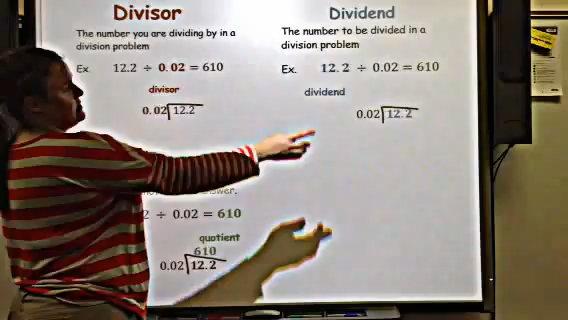 Divisor
The number you are dividing by in a
division problem
Ex. 12.2 ÷ 0.02 = 610
divisor
0.02 12.2
answer.
2 ÷ 0.02 = 610
quotient
610
0.02 12.2
Dividend
The number to be divided in a
division problem
Ex. 12.2 ÷ 0.02 = 610
dividend
0.02 12.2